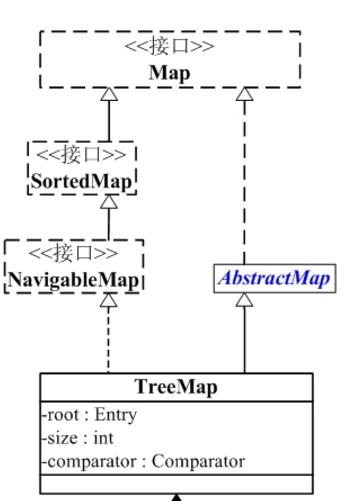 <<接口>>
Map
<<接口>>
SortedMap
<<接口>>
NavigableMap
AbstractMap
TreeMap
-root : Entry
-size : int
-comparator : Comparator